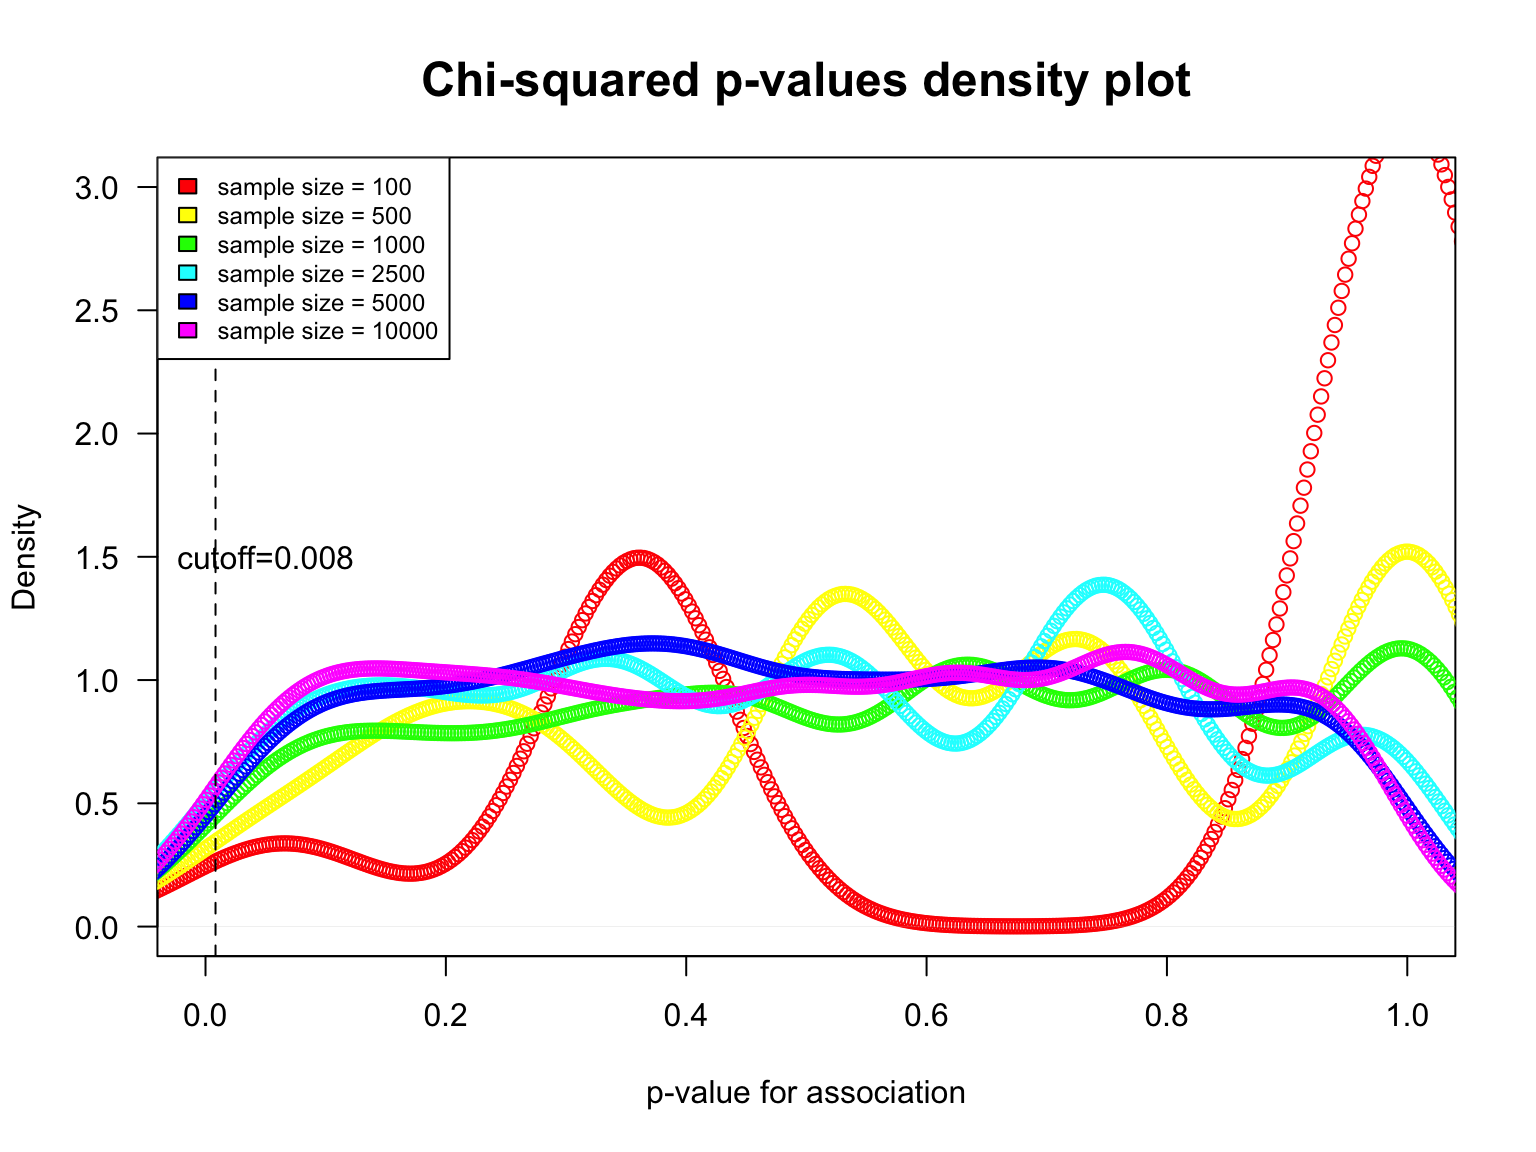 Chi-squared p-values density plot
sample size = 100
sample size = 500
sample size = 1000
sample size = 2500
sample size = 5000
sample size = 10000
3.0
2.5
2.0
1.5
1.0
0.5
0.0
Density
cutoff=0.008
0.0 0.2 0.4 0.6 0.8 1.0
p-value for association